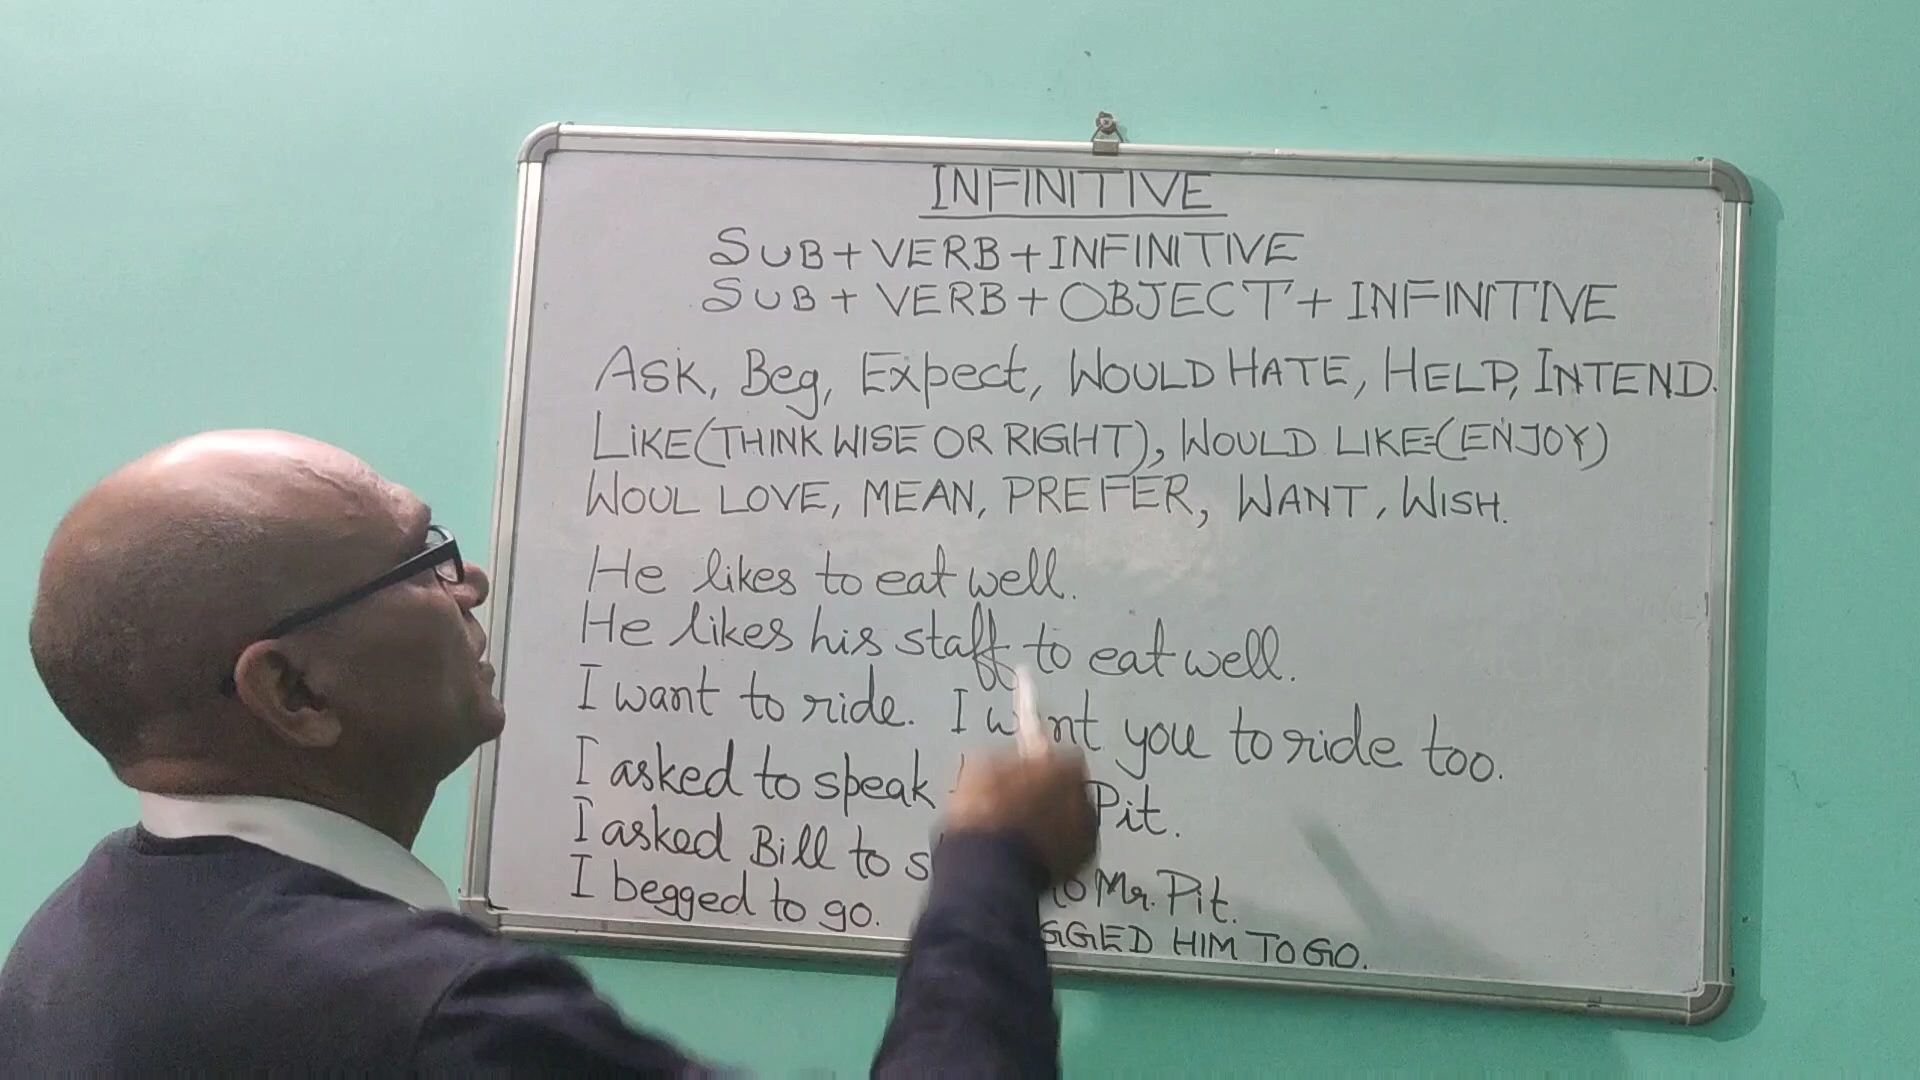 INFINITIVE
SUB + VERB + INFINITIVE
SUB + VERB + OBJECT + INFINITIVE
ASK, Beg, Expect, WOULD HATE, HELP, INTEND.
LIKE(THINK WISE OR RIGHT), WOULD LIKE=(ENJOY)
WOUL LOVE, MEAN, PREFER, WANT, WISH.
He likes to eat well.
He likes his staff to eat well.
I want to ride. I want you to ride too.
I asked to speak Pit.
I asked Bill to to Mr. Pit.
I begged to go. HIM TO GO.